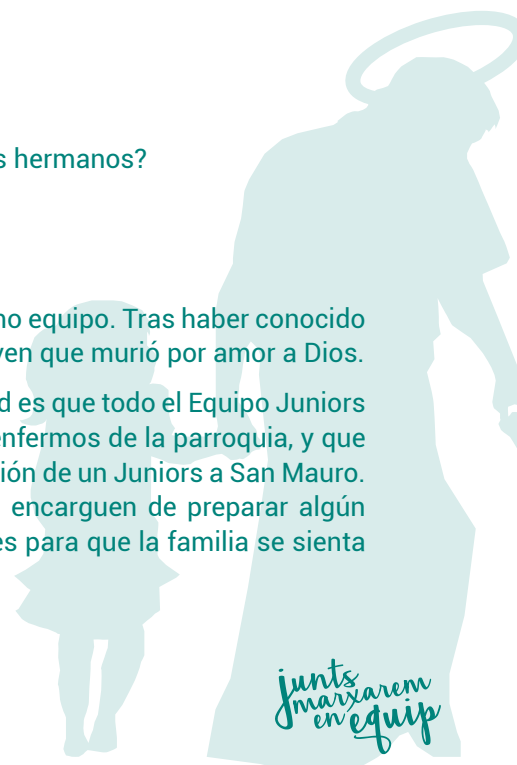 s hermanos?
no equipo. Tras haber conocido
ven que murió por amor a Dios.
d es que todo el Equipo Juniors
enfermos de la parroquia, y que
ción de un Juniors a San Mauro.
encarguen de preparar algún
es para que la familia se sienta
junts
marxarem
en equip